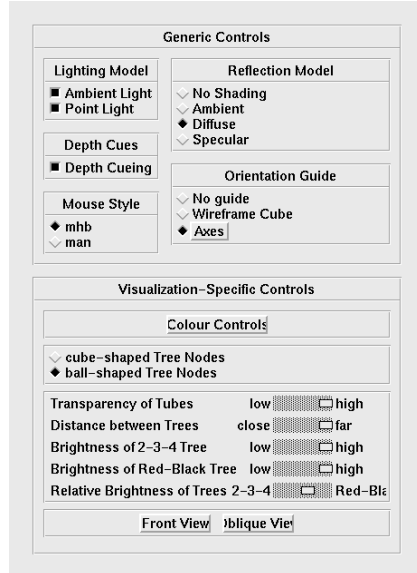 Generic Controls
Lighting Model
Ambient Light
Point Light
Depth Cues
Depth Cueing
Mouse Style
mhb
man
Reflection Model
No Shading
Ambient
Diffuse
Specular
Orientation Guide
No guide
Wireframe Cube
Axes
Visualization-Specific Controls
Colour Controls
cube-shaped Tree Nodes
ball-shaped Tree Nodes
Transparency of Tubes low high
Distance between Trees close far
Brightness of 2-3-4 Tree low high
Brightness of Red-Black Tree low high
Relative Brightness of Trees 2-3-4 Red-Bla
Front View Oblique View